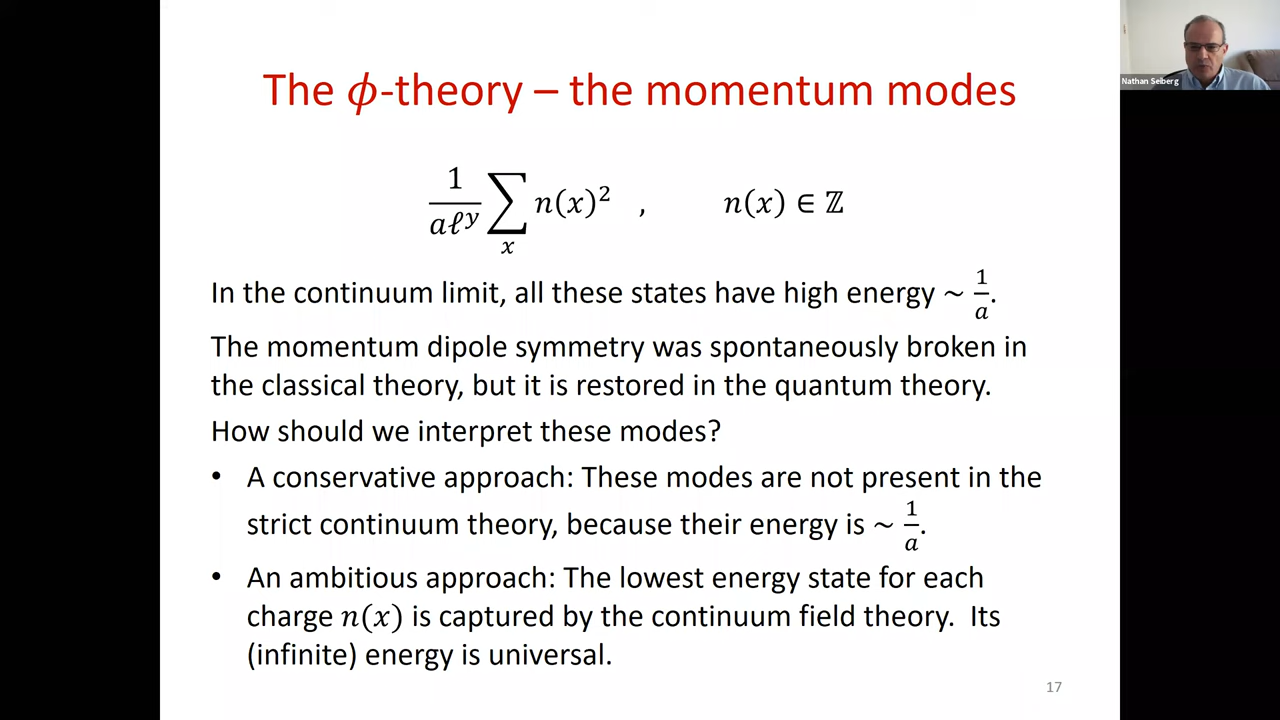 The ϕ-theory – the momentum modes
Nathan Seiberg
1/(aℓ^y) ∑_x n(x)² , n(x) ∈ ℤ
In the continuum limit, all these states have high energy ~ 1/a.
The momentum dipole symmetry was spontaneously broken in
the classical theory, but it is restored in the quantum theory.
How should we interpret these modes?
• A conservative approach: These modes are not present in the
strict continuum theory, because their energy is ~ 1/a.
• An ambitious approach: The lowest energy state for each
charge n(x) is captured by the continuum field theory. Its
(infinite) energy is universal.
17